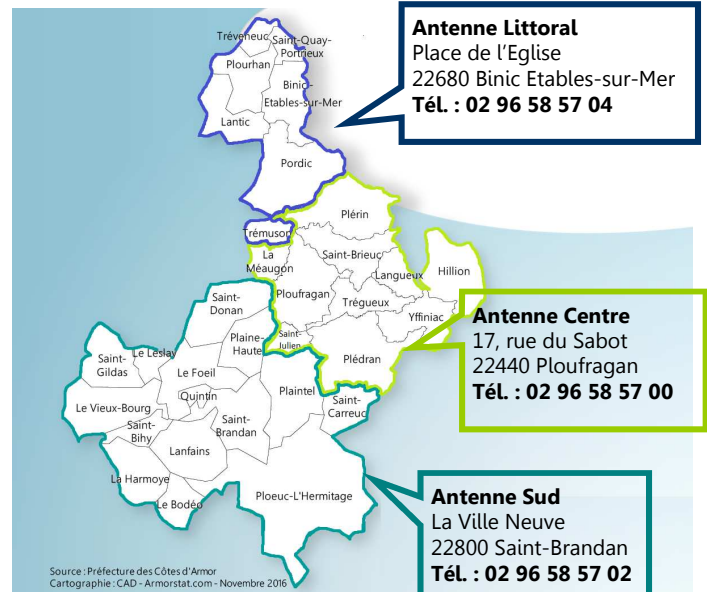 Antenne Littoral
Place de l'Eglise
22680 Binic Etables-sur-Mer
Tél. : 02 96 58 57 04
Tréveneuc
Saint-Quay-
Portrieux
Plourhan
Binic -
Etables-sur-Mer
Lantic
Pordic
Trémuson
Plérin
La
Méaugon
Saint-Brieuc
Langueux
Hillion
Ploufragan
Trégueux
Yffiniac
Saint-
Julien
Plédran
Antenne Centre
17, rue du Sabot
22440 Ploufragan
Tél. : 02 96 58 57 00
Saint-
Donan
Plaine-
Haute
Saint-
Gildas
Le Leslay
Le Foeil
Quintin
Plaintel
Le Vieux-Bourg
Saint-
Bihy
Saint-
Brandan
Saint-
Carreuc
Lanfains
La Harmoye
Le Bodéo
Ploeuc-L'Hermitage
Antenne Sud
La Ville Neuve
22800 Saint-Brandan
Tél. : 02 96 58 57 02
Source : Préfecture des Côtes d'Armor
Cartographie : CAD - Armorstat.com - Novembre 2016